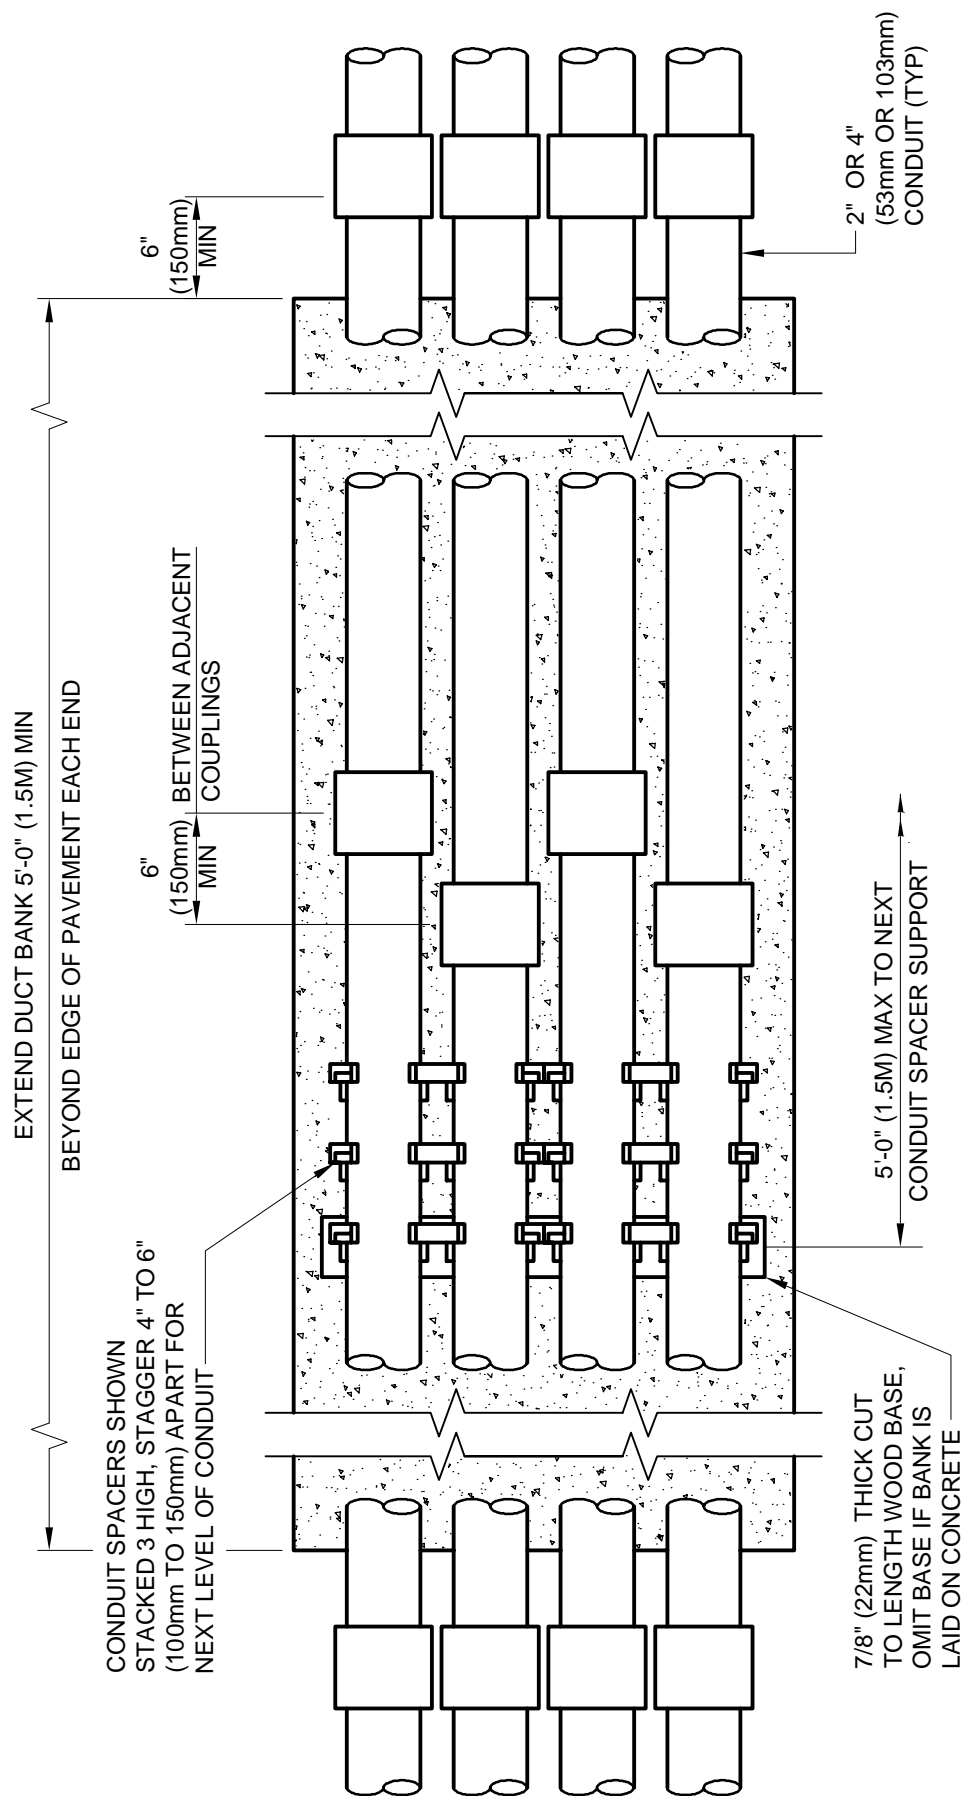 EXTEND DUCT BANK 5'-0" (1.5M) MIN
BEYOND EDGE OF PAVEMENT EACH END
CONDUIT SPACERS SHOWN
STACKED 3 HIGH, STAGGER 4" TO 6"
(100mm TO 150mm) APART FOR
NEXT LEVEL OF CONDUIT
6"
(150mm)
MIN
BETWEEN ADJACENT
COUPLINGS
6"
(150mm)
MIN
7/8" (22mm) THICK CUT
TO LENGTH WOOD BASE,
OMIT BASE IF BANK IS
LAID ON CONCRETE
5'-0" (1.5M) MAX TO NEXT
CONDUIT SPACER SUPPORT
2" OR 4"
(53mm OR 103mm)
CONDUIT (TYP)